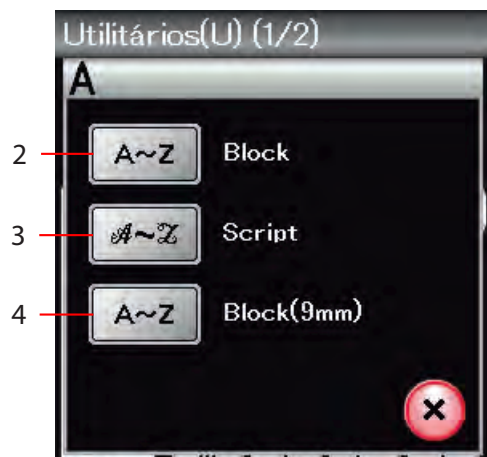 Utilitários(U) (1/2)
A
2 A~Z Block
3 𝒜~𝒵 Script
4 A~Z Block(9mm)